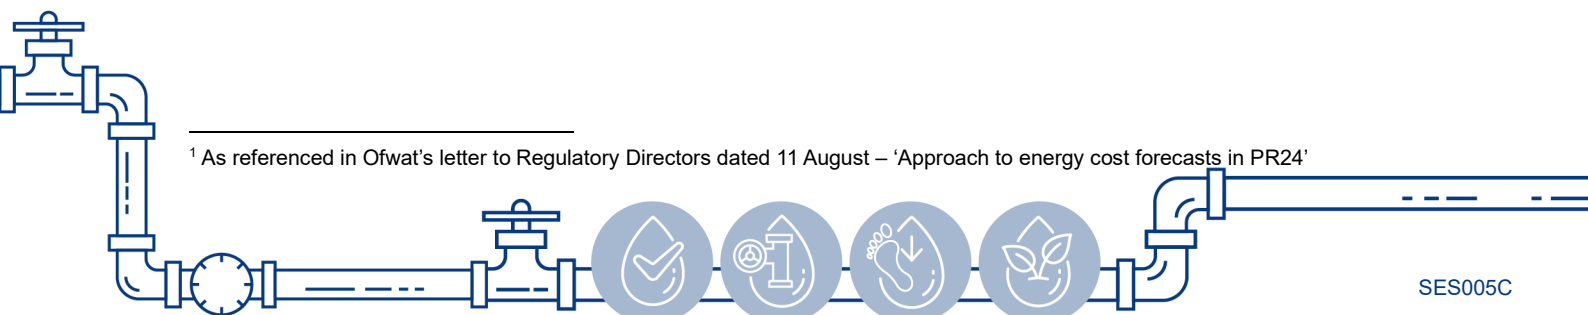 1 As referenced in Ofwat’s letter to Regulatory Directors dated 11 August – ‘Approach to energy cost forecasts in PR24’
SES005C